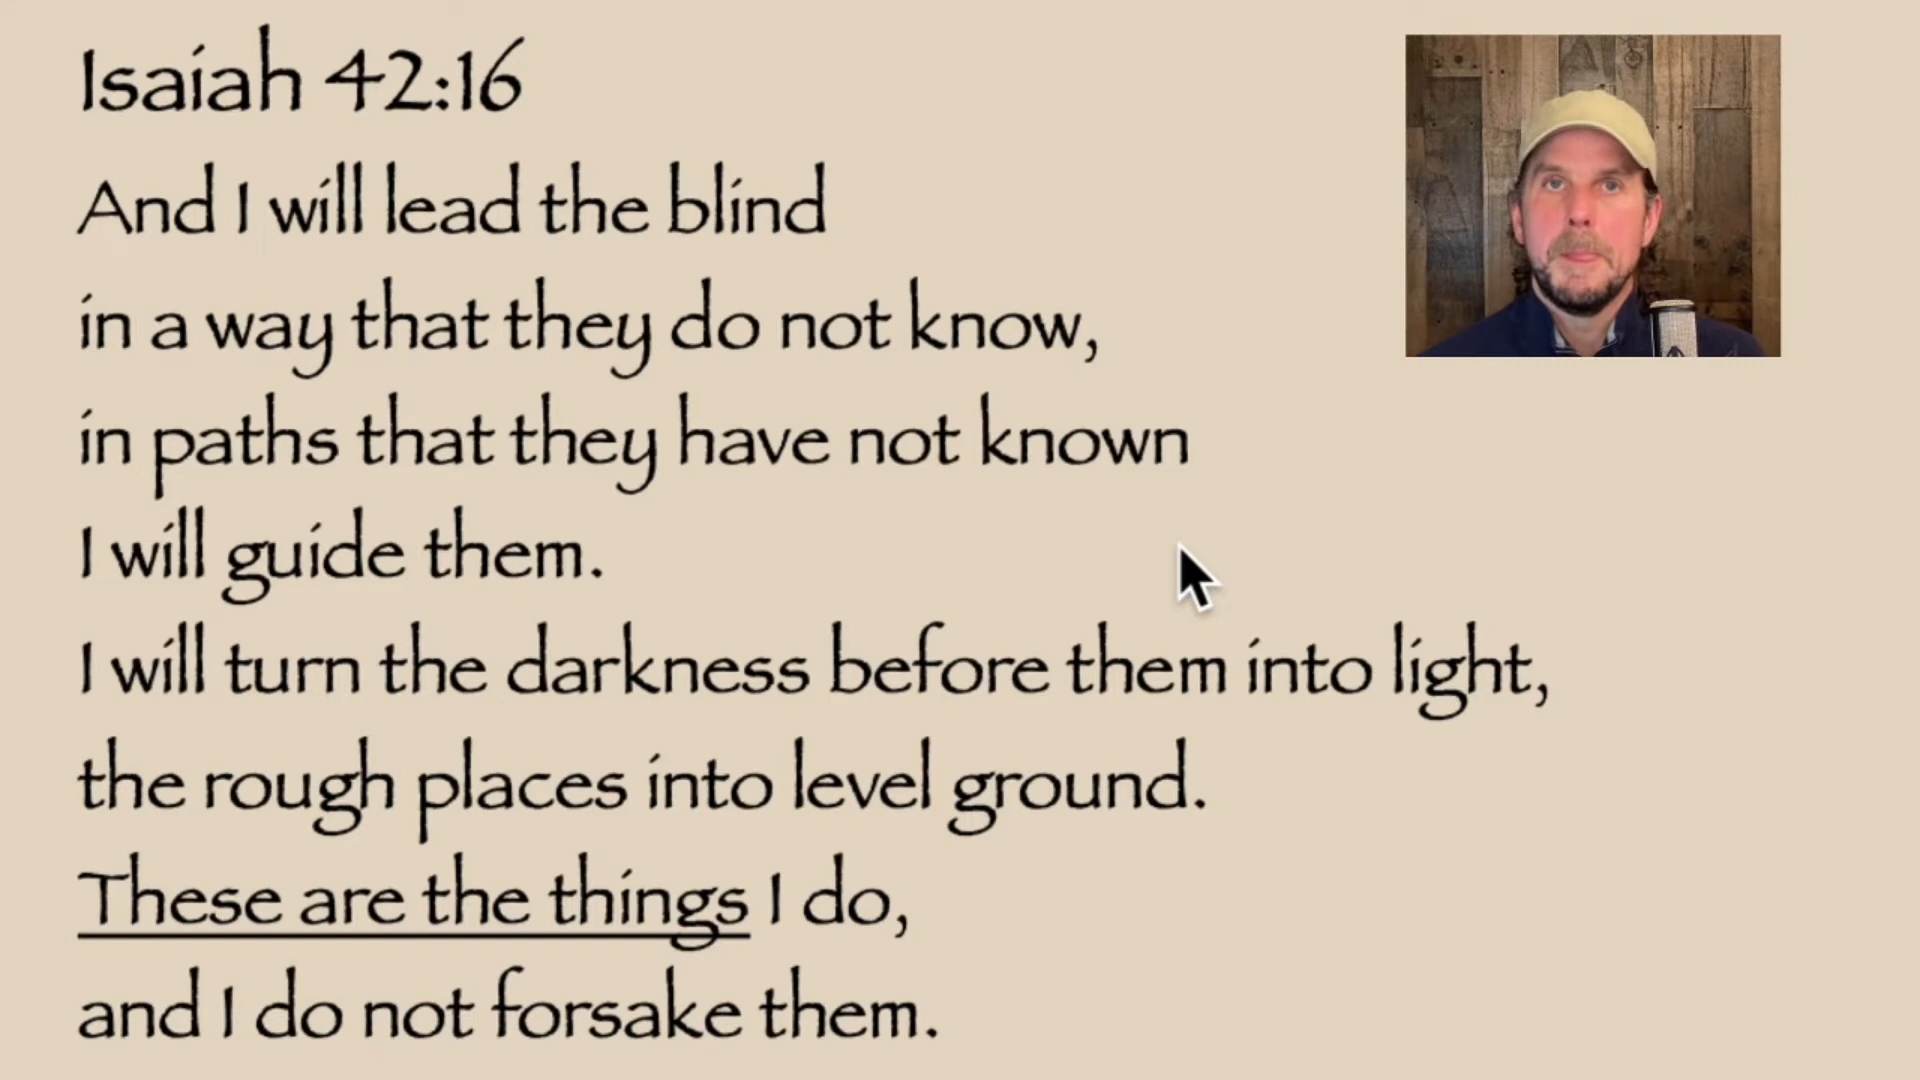 Isaiah 42:16
And I will lead the blind
in a way that they do not know,
in paths that they have not known
I will guide them.
I will turn the darkness before them into light,
the rough places into level ground.
These are the things I do,
and I do not forsake them.